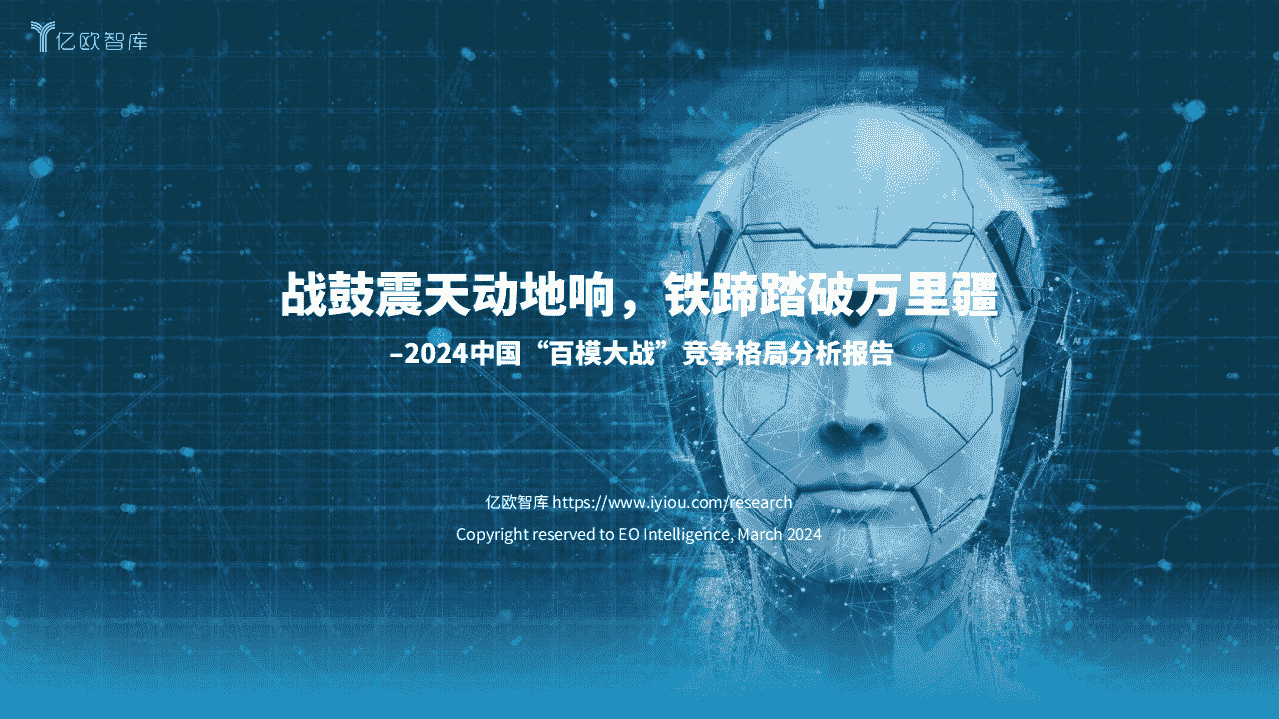 亿欧智库
战鼓震天动地响，铁蹄踏破万里疆
–2024中国“百模大战”竞争格局分析报告
亿欧智库 https://www.iyiou.com/research
Copyright reserved to EO Intelligence, March 2024